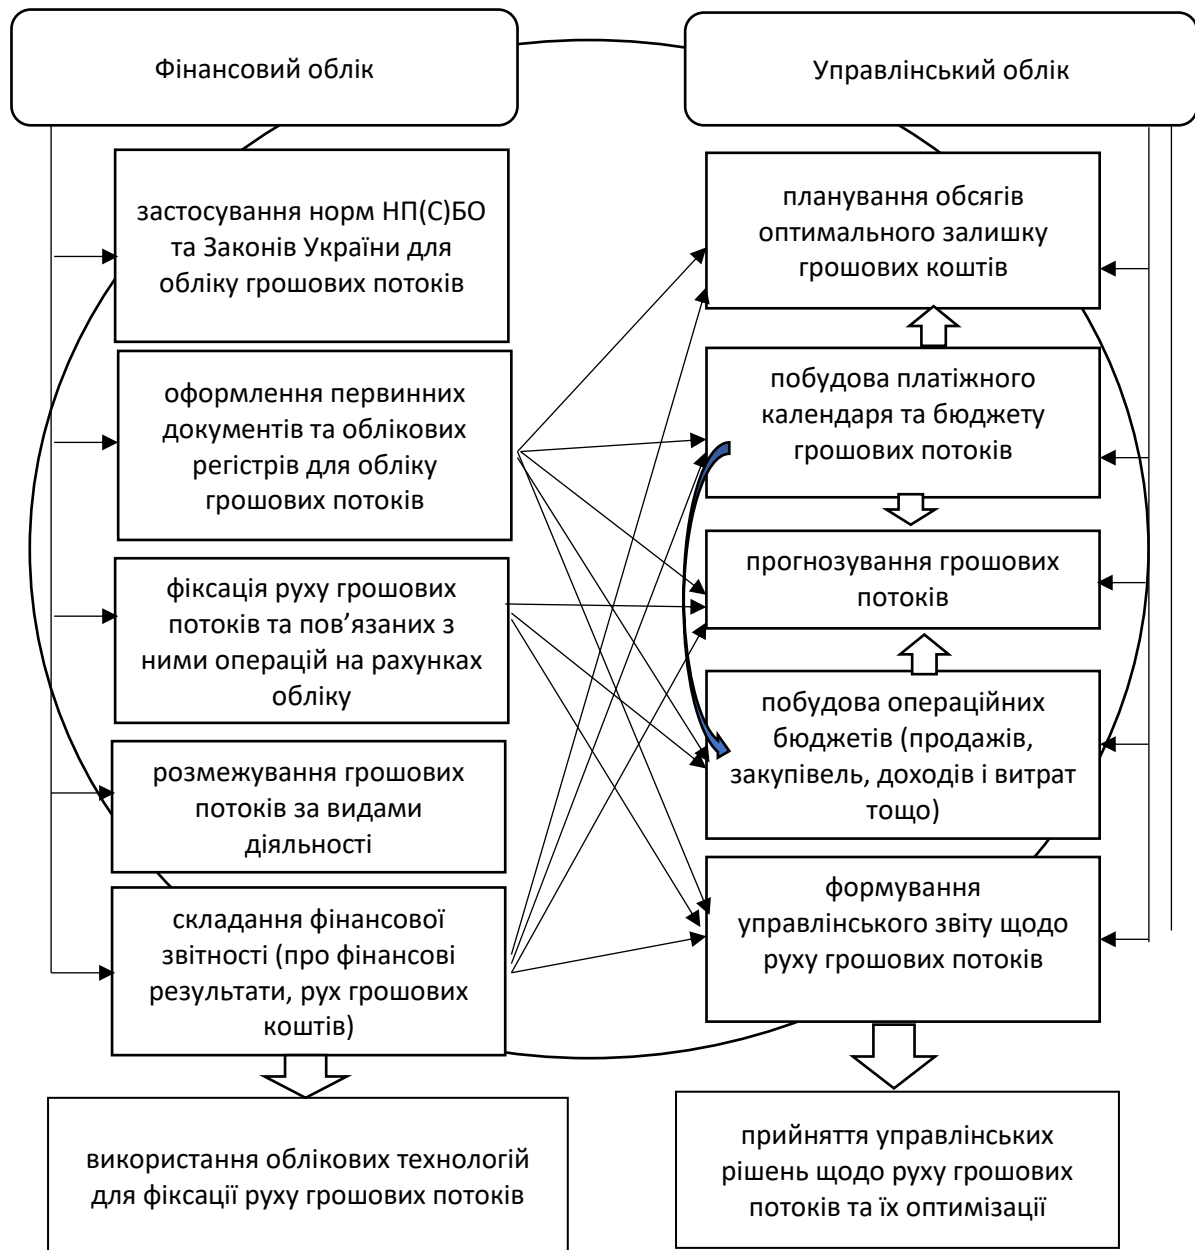 Фінансовий облік
Управлінський облік
застосування норм НП(С)БО
та Законів України для
обліку грошових потоків
оформлення первинних
документів та облікових
регістрів для обліку
грошових потоків
фіксація руху грошових
потоків та пов’язаних з
ними операцій на рахунках
обліку
розмежування грошових
потоків за видами
діяльності
складання фінансової
звітності (про фінансові
результати, рух грошових
коштів)
використання облікових технологій
для фіксації руху грошових потоків
планування обсягів
оптимального залишку
грошових коштів
побудова платіжного
календаря та бюджету
грошових потоків
прогнозування грошових
потоків
побудова операційних
бюджетів (продажів,
закупівель, доходів і витрат
тощо)
формування
управлінського звіту щодо
руху грошових потоків
прийняття управлінських
рішень щодо руху грошових
потоків та їх оптимізації